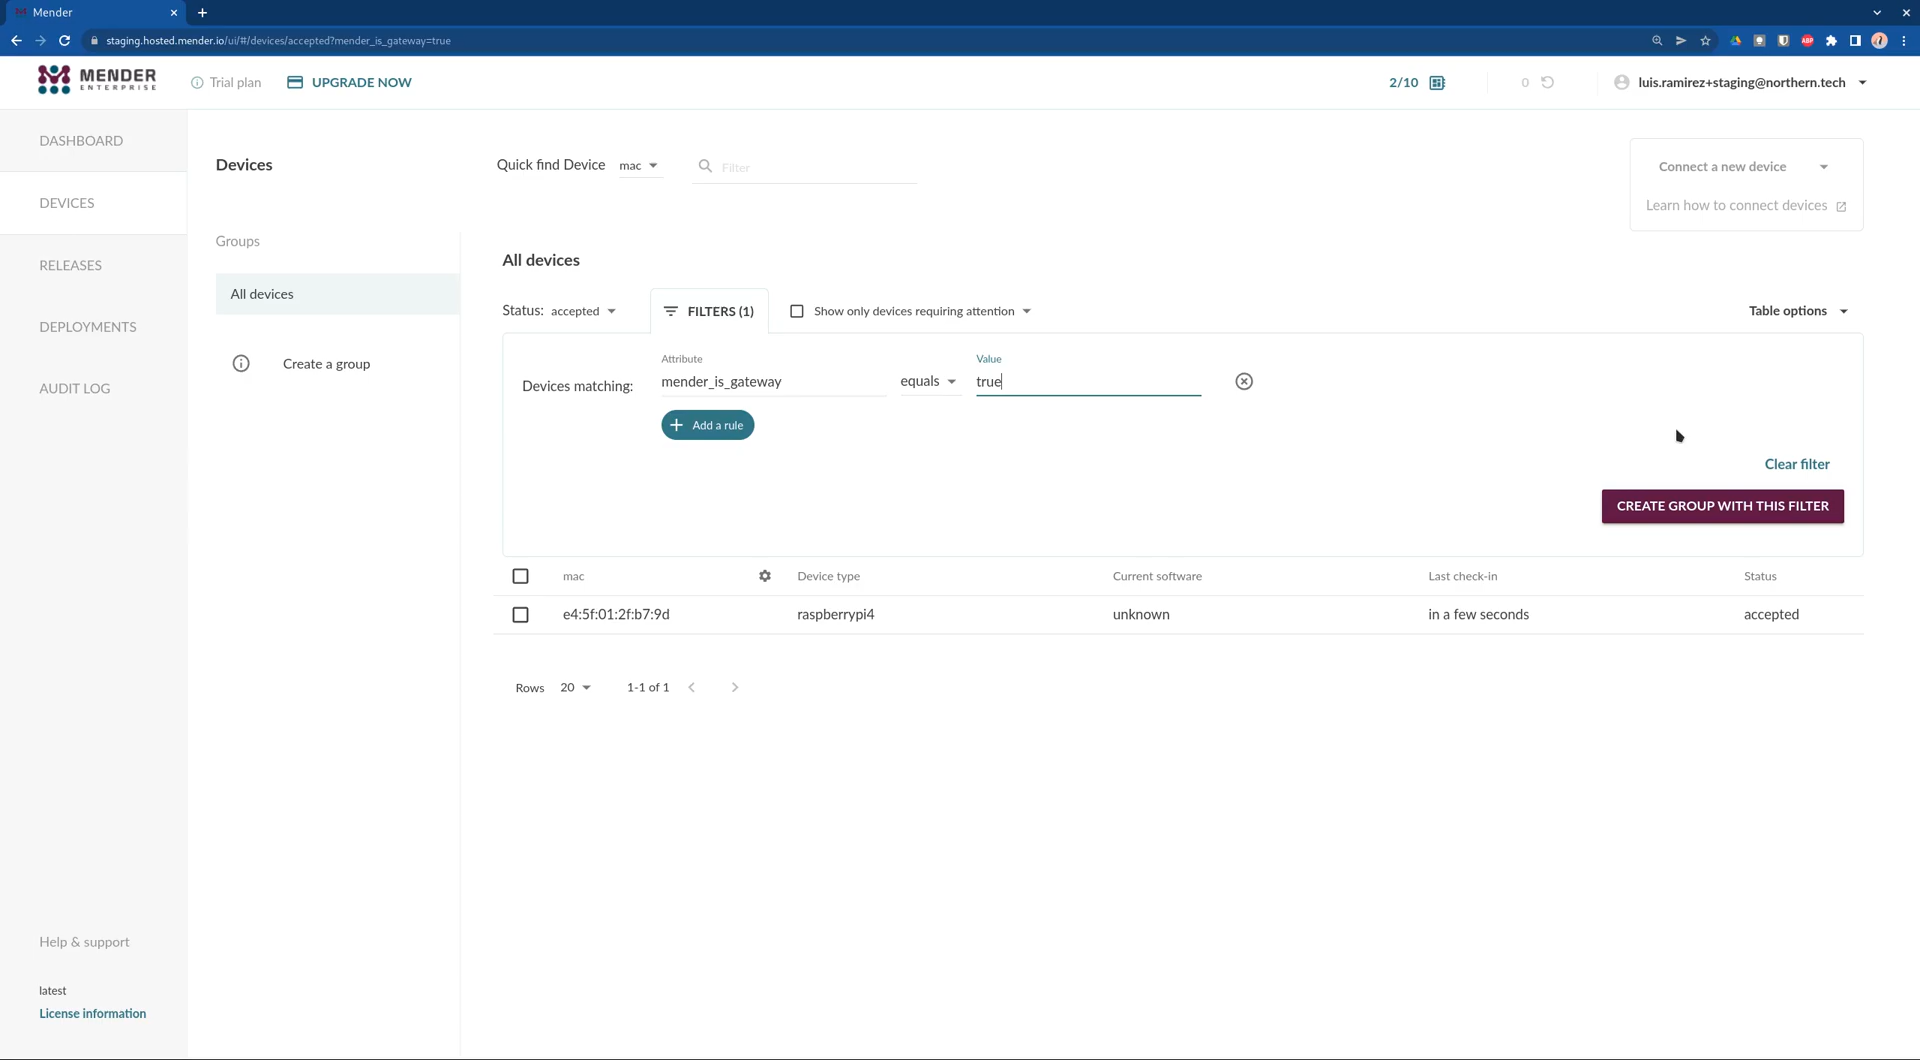 Mender
staging.hosted.mender.io/ui/#/devices/accepted?mender_is_gateway=true
ABP
MENDER
ENTERPRISE
Trial plan
UPGRADE NOW
2/10
0
luis.ramirez+staging@northern.tech
DASHBOARD
DEVICES
RELEASES
DEPLOYMENTS
AUDIT LOG
Help & support
latest
License information
Devices
Quick find Device
mac
Filter
Connect a new device
Learn how to connect devices
Groups
All devices
Create a group
All devices
Status: accepted
FILTERS (1)
Show only devices requiring attention
Table options
Devices matching:
Attribute
mender_is_gateway
equals
Value
true
Add a rule
Clear filter
CREATE GROUP WITH THIS FILTER
mac Device type Current software Last check-in Status
e4:5f:01:2f:b7:9d raspberrypi4 unknown in a few seconds accepted
Rows 20 1-1 of 1